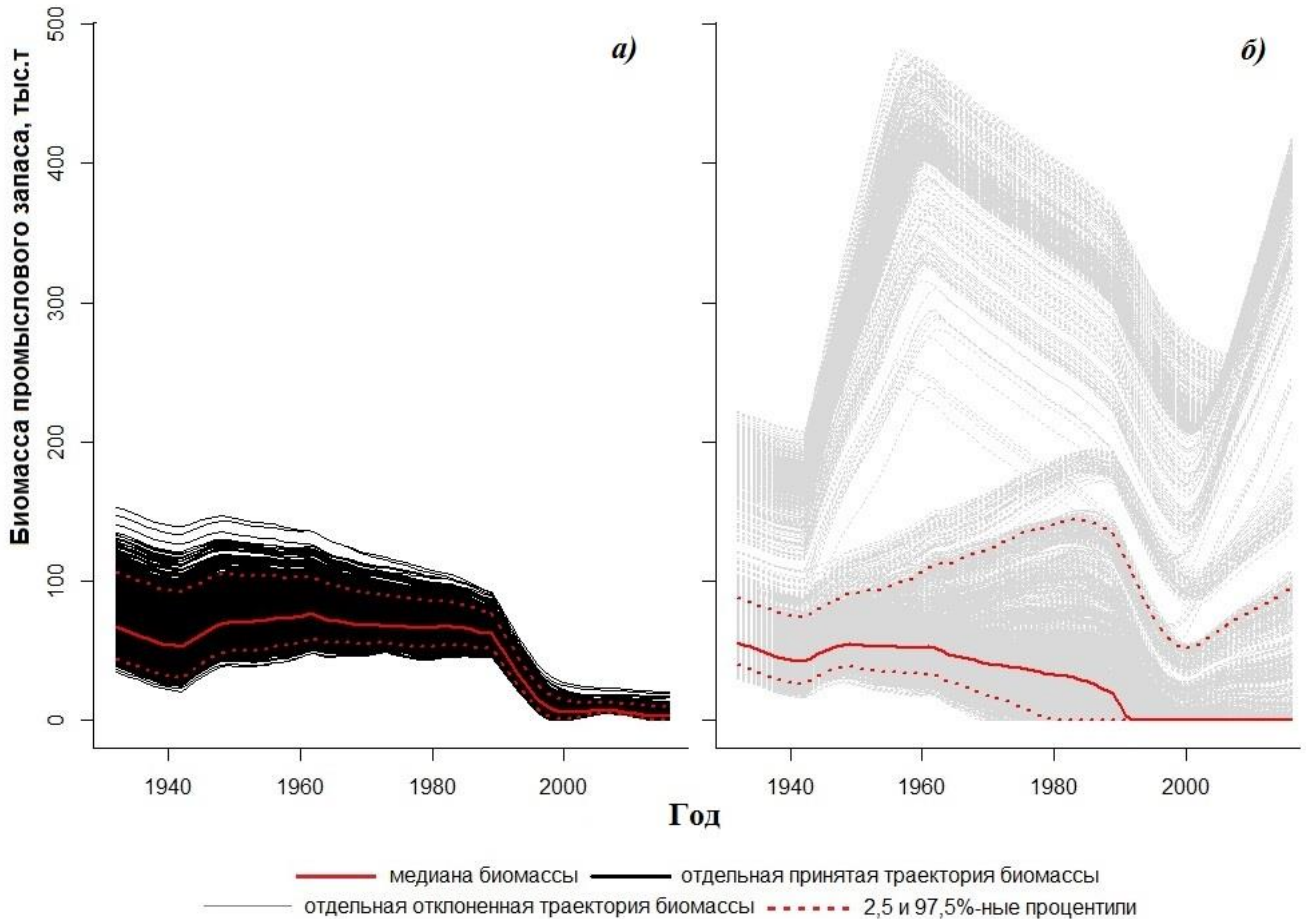 Биомасса промыслового запаса, тыс.т
500
400
300
200
100
0
а)
б)
1940 1960 1980 2000
1940 1960 1980 2000
Год
медиана биомассы отдельная принятая траектория биомассы
отдельная отклоненная траектория биомассы 2,5 и 97,5%-ные процентили